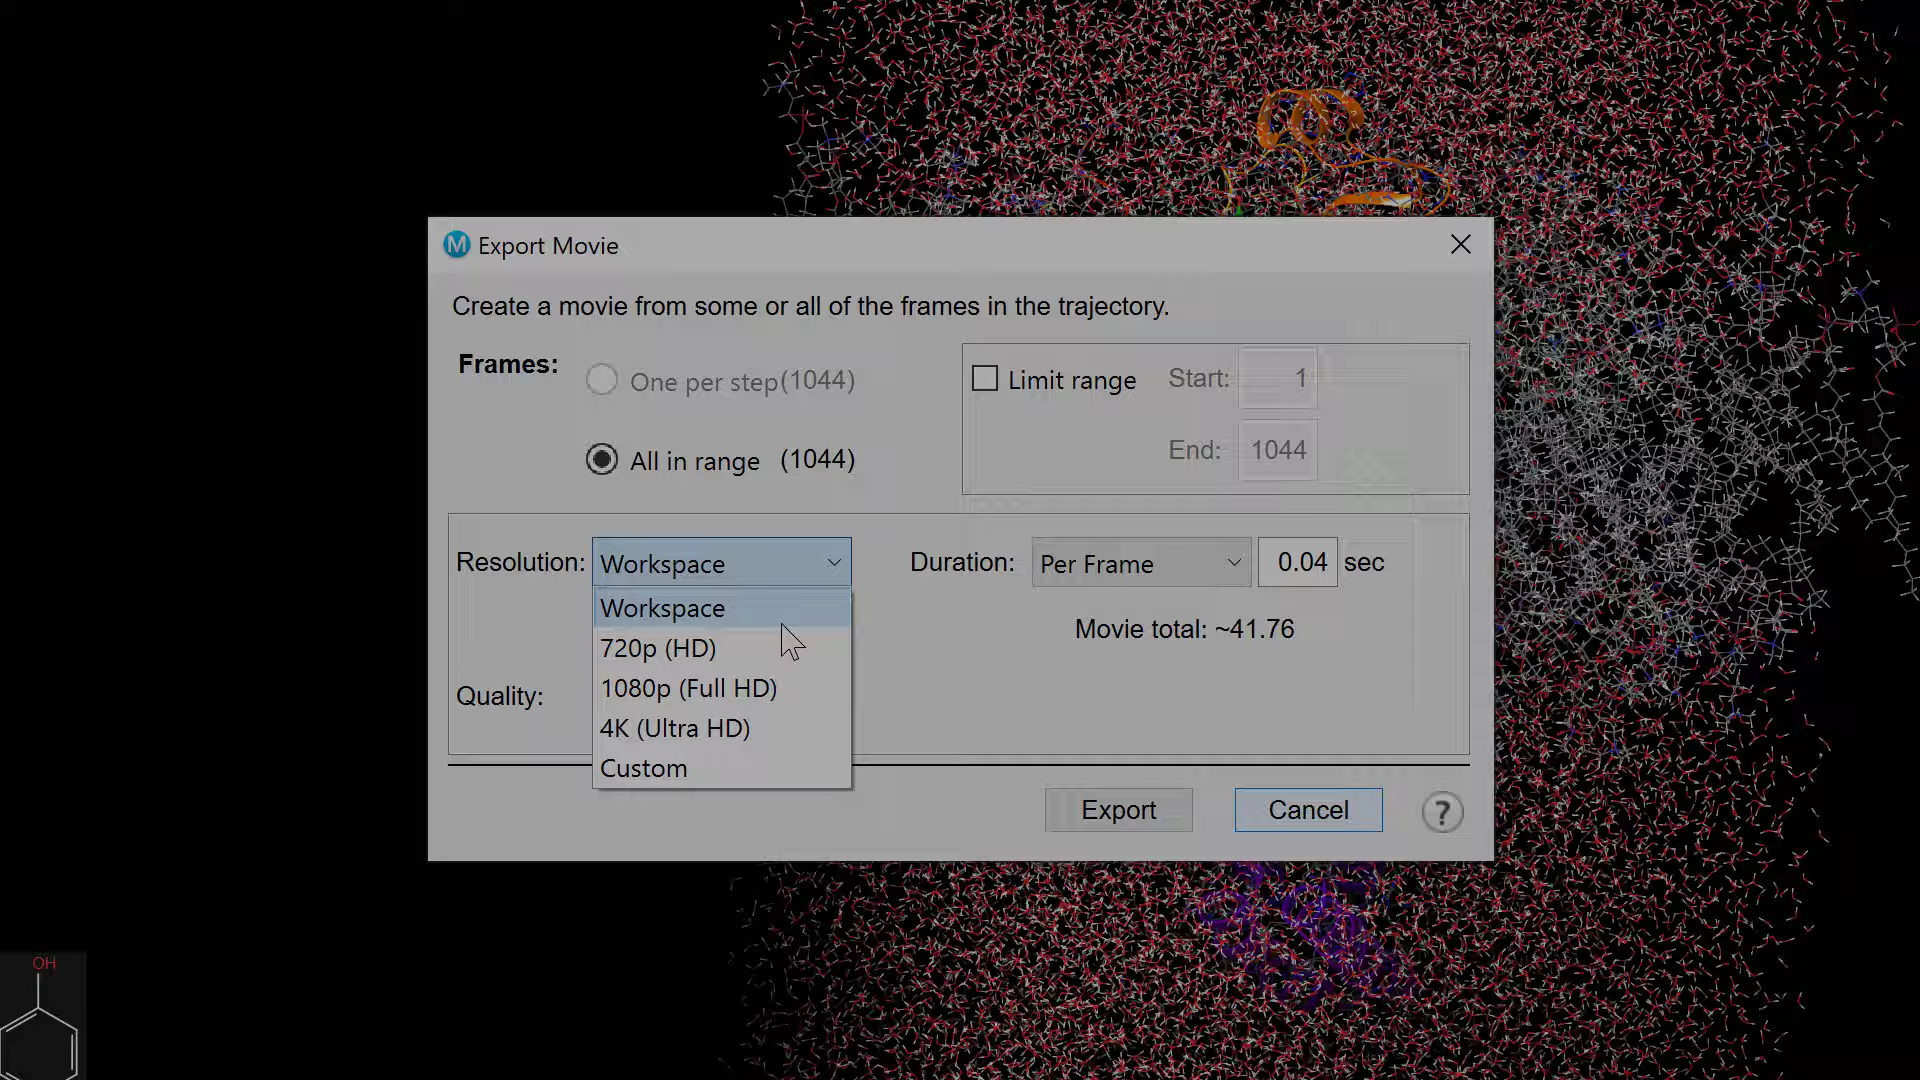 M Export Movie
Create a movie from some or all of the frames in the trajectory.
Frames: One per step (1044) Limit range Start: 1
All in range (1044) End: 1044
Resolution: Workspace Duration: Per Frame 0.04 sec
Workspace
Movie total: ~41.76
720p (HD)
1080p (Full HD)
Quality:
4K (Ultra HD)
Custom
Export Cancel ?
OH